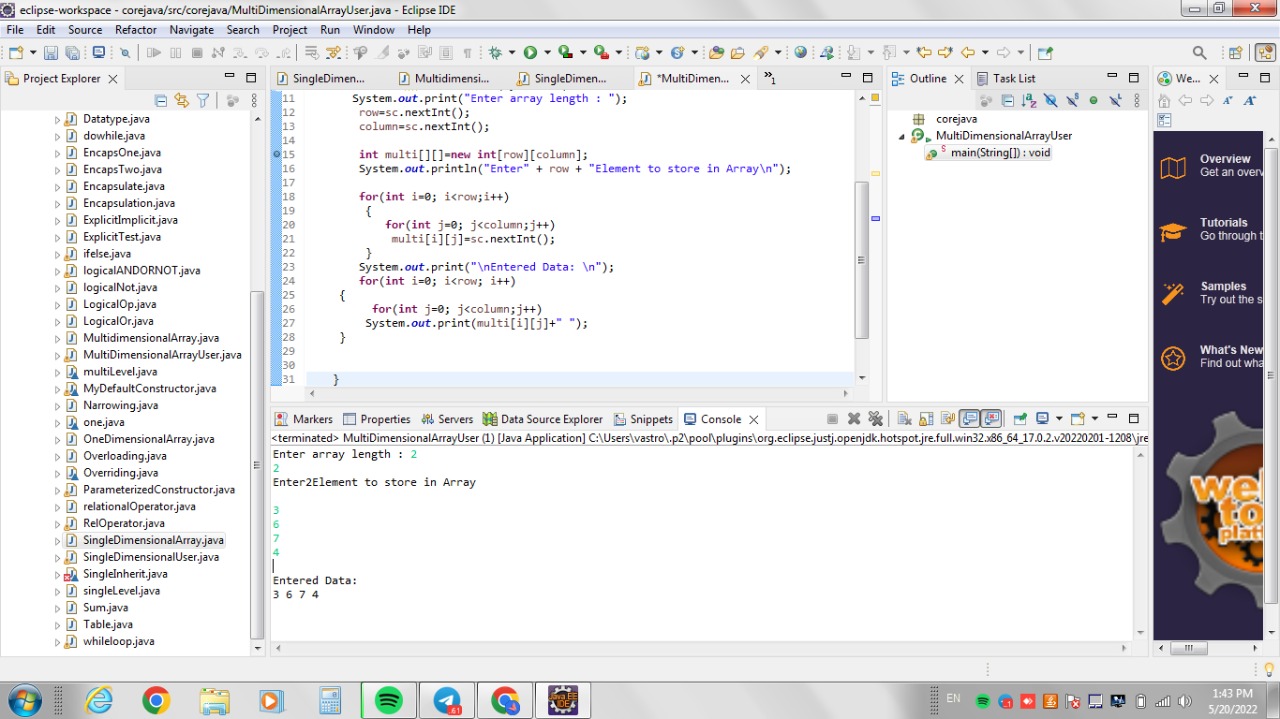 eclipse-workspace - corejava/src/corejava/MultiDimensionalArrayUser.java - Eclipse IDE
File Edit Source Refactor Navigate Search Project Run Window Help
Project Explorer
Datatype.java
dowhile.java
EncapsOne.java
EncapsTwo.java
Encapsulate.java
Encapsulation.java
ExplicitImplicit.java
ExplicitTest.java
ifelse.java
logicalANDORNOT.java
logicalNot.java
LogicalOp.java
LogicalOr.java
MultidimensionalArray.java
MultiDimensionalArrayUser.java
multiLevel.java
MyDefaultConstructor.java
Narrowing.java
one.java
OneDimensionalArray.java
Overloading.java
Overriding.java
ParameterizedConstructor.java
relationalOperator.java
RelOperator.java
SingleDimensionalArray.java
SingleDimensionalUser.java
SingleInherit.java
singleLevel.java
Sum.java
Table.java
whileloop.java
SingleDimen... Multidimensi... SingleDimen... *MultiDimen... »1
11 System.out.print("Enter array length : ");
12 row=sc.nextInt();
13 column=sc.nextInt();
14
15 int multi[][]=new int[row][column];
16 System.out.println("Enter" + row + "Element to store in Array\n");
17
18 for(int i=0; i<row;i++)
19 {
20 for(int j=0; j<column;j++)
21 multi[i][j]=sc.nextInt();
22 }
23 System.out.print("\nEntered Data: \n");
24 for(int i=0; i<row; i++)
25 {
26 for(int j=0; j<column;j++)
27 System.out.print(multi[i][j]+" ");
28 }
29
30
31 }
Outline Task List
corejava
MultiDimensionalArrayUser
main(String[]) : void
We...
Overview
Get an overv
Tutorials
Go through t
Samples
Try out the s
What's New
Find out wha
Markers Properties Servers Data Source Explorer Snippets Console
<terminated> MultiDimensionalArrayUser (1) [Java Application] C:\Users\vastro\.p2\pool\plugins\org.eclipse.justj.openjdk.hotspot.jre.full.win32.x86_64_17.0.2.v20220201-1208\jre
Enter array length : 2
2
Enter2Element to store in Array
3
6
7
4
Entered Data:
3 6 7 4
EN
1:43 PM
5/20/2022